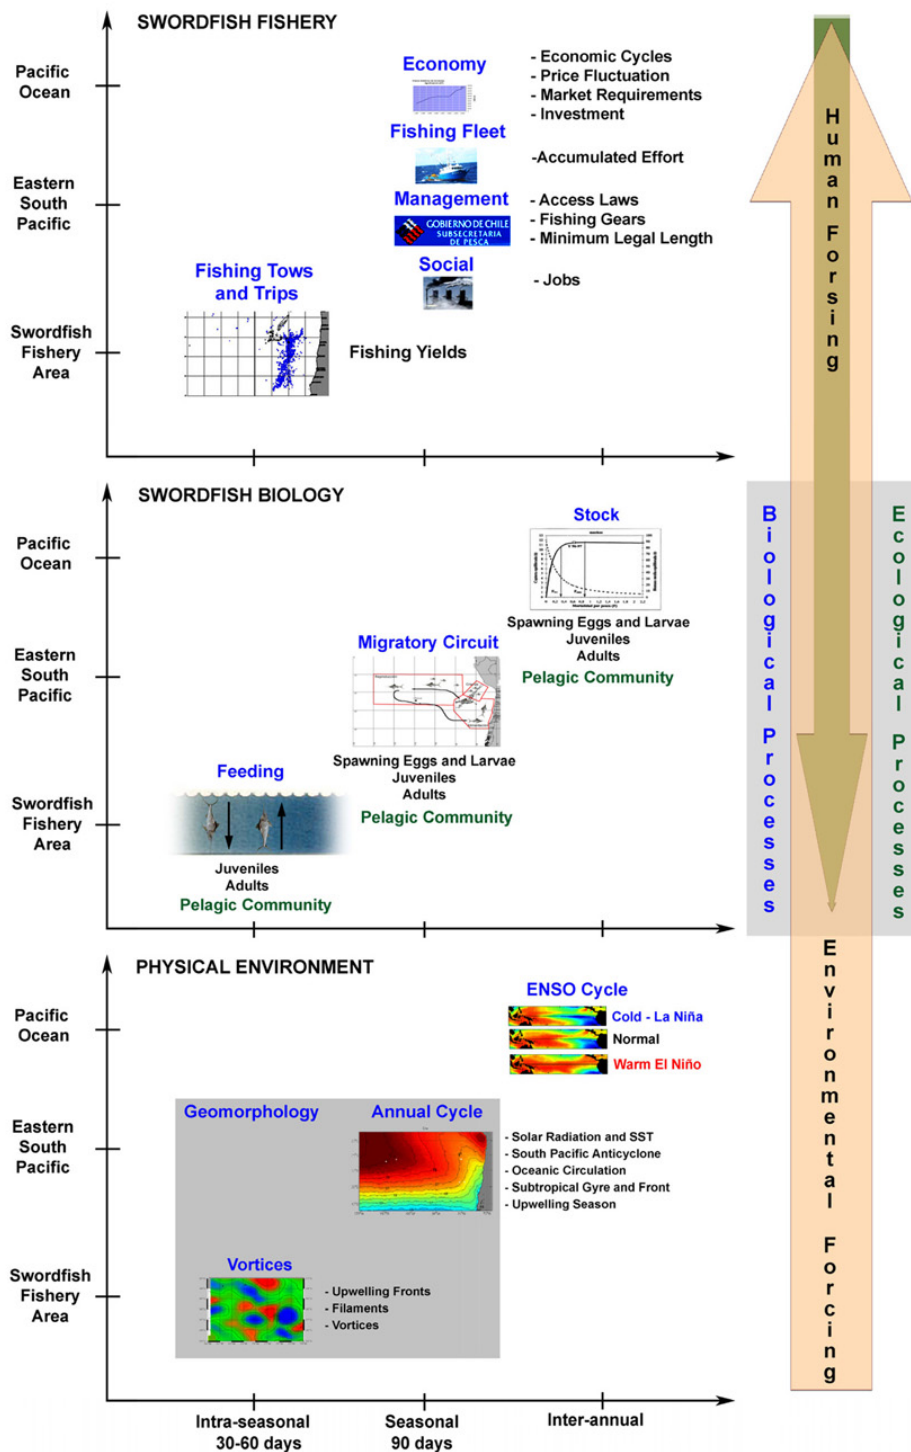 SWORDFISH FISHERY
Pacific
Ocean
Eastern
South
Pacific
Swordfish
Fishery
Area
Economy
- Economic Cycles
- Price Fluctuation
- Market Requirements
- Investment
Fishing Fleet
-Accumulated Effort
Management
GOBIERNO DE CHILE
SUBSECRETARIA
DE PESCA
- Access Laws
- Fishing Gears
- Minimum Legal Length
Social
- Jobs
Fishing Tows
and Trips
Fishing Yields
SWORDFISH BIOLOGY
Pacific
Ocean
Eastern
South
Pacific
Swordfish
Fishery
Area
Stock
Spawning Eggs and Larvae
Juveniles
Adults
Pelagic Community
Migratory Circuit
Spawning Eggs and Larvae
Juveniles
Adults
Pelagic Community
Feeding
Juveniles
Adults
Pelagic Community
PHYSICAL ENVIRONMENT
Pacific
Ocean
Eastern
South
Pacific
Swordfish
Fishery
Area
ENSO Cycle
Cold - La Niña
Normal
Warm El Niño
Geomorphology
Annual Cycle
- Solar Radiation and SST
- South Pacific Anticyclone
- Oceanic Circulation
- Subtropical Gyre and Front
- Upwelling Season
Vortices
- Upwelling Fronts
- Filaments
- Vortices
Intra-seasonal
30-60 days
Seasonal
90 days
Inter-annual
Human Forsing
Biological Processes
Ecological Processes
Environmental Forcing